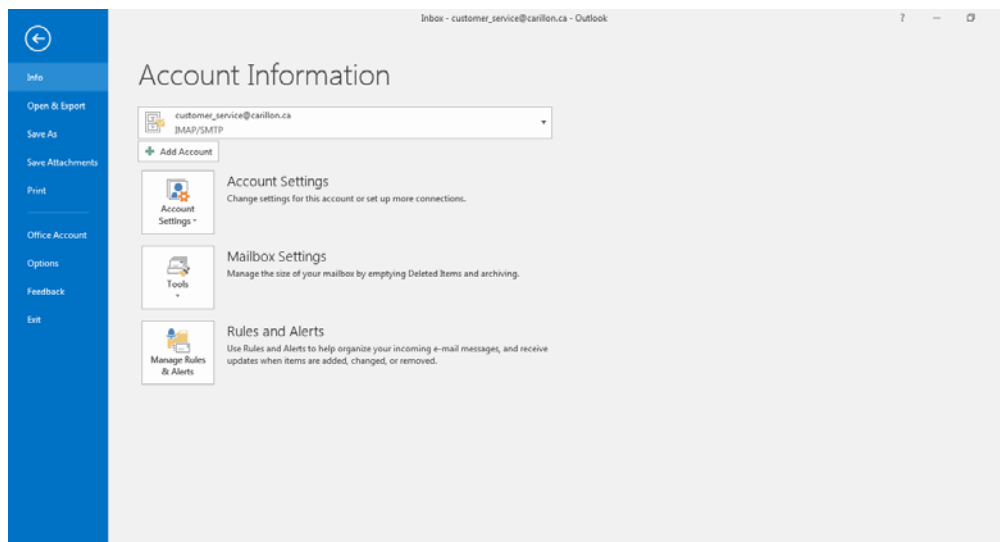 Inbox - customer_service@carillon.ca - Outlook
?
Info
Open & Export
Save As
Save Attachments
Print
Office Account
Options
Feedback
Exit
Account Information
customer_service@carillon.ca
IMAP/SMTP
Add Account
Account
Settings
Account Settings
Change settings for this account or set up more connections.
Tools
Mailbox Settings
Manage the size of your mailbox by emptying Deleted Items and archiving.
Manage Rules
& Alerts
Rules and Alerts
Use Rules and Alerts to help organize your incoming e-mail messages, and receive
updates when items are added, changed, or removed.